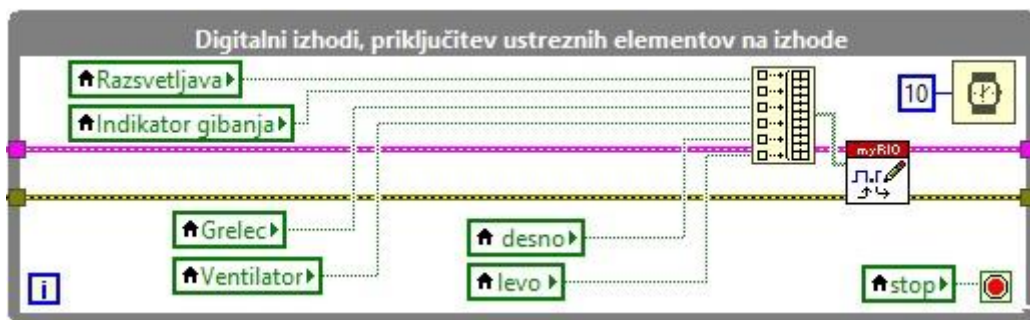 Digitalni izhodi, priključitev ustreznih elementov na izhode
Razsvetljava
Indikator gibanja
10
myRIO
Grelec
desno
Ventilator
levo
i
stop